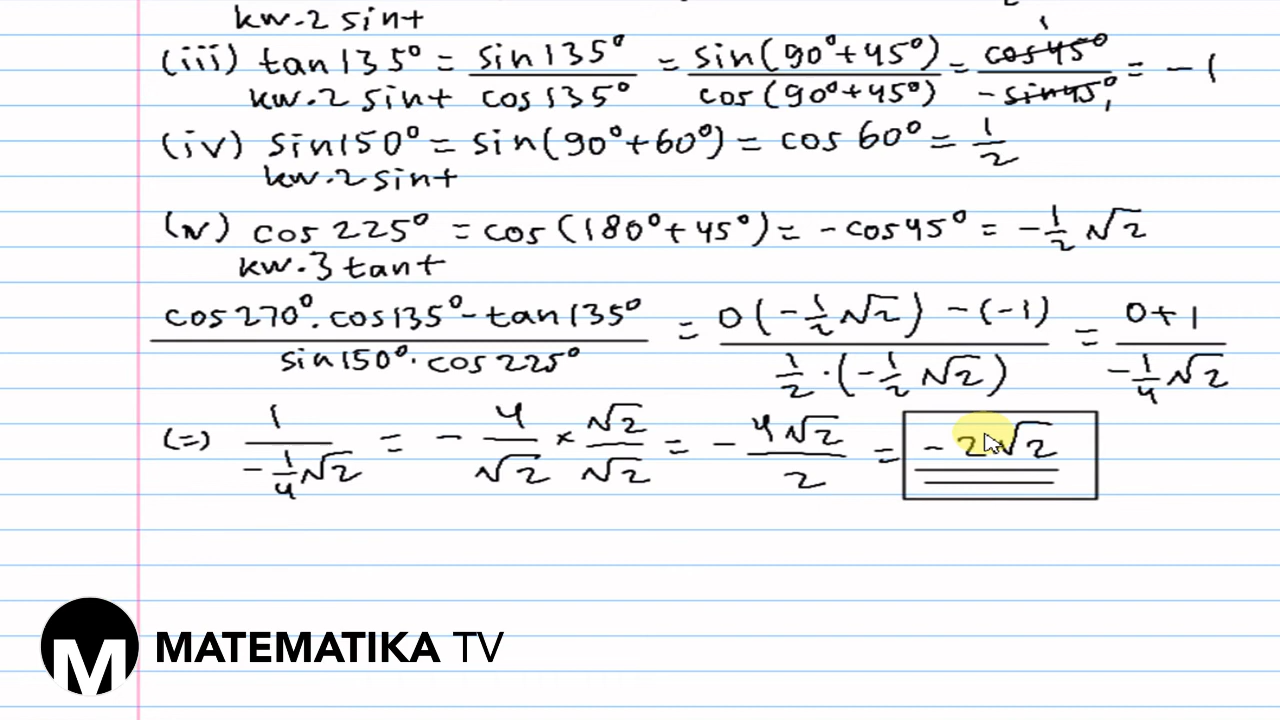 kw.2 sin+
(iii) tan135° = sin135° / cos135° = sin(90°+45°) / cos(90°+45°) = cos45° / -sin45° = -1
kw.2 sin+
(iv) sin150° = sin(90°+60°) = cos 60° = 1/2
kw.2 sin+
(v) cos 225° = cos(180°+45°) = -cos45° = -1/2 √2
kw.3 tan+
cos270°.cos135°-tan135° / sin150°.cos225° = 0(-1/2 √2) -(-1) / 1/2 .(-1/2 √2) = 0+1 / -1/4 √2
(=) 1 / -1/4 √2 = - 4/√2 × √2/√2 = - 4√2/2 = -2√2
M MATEMATIKA TV